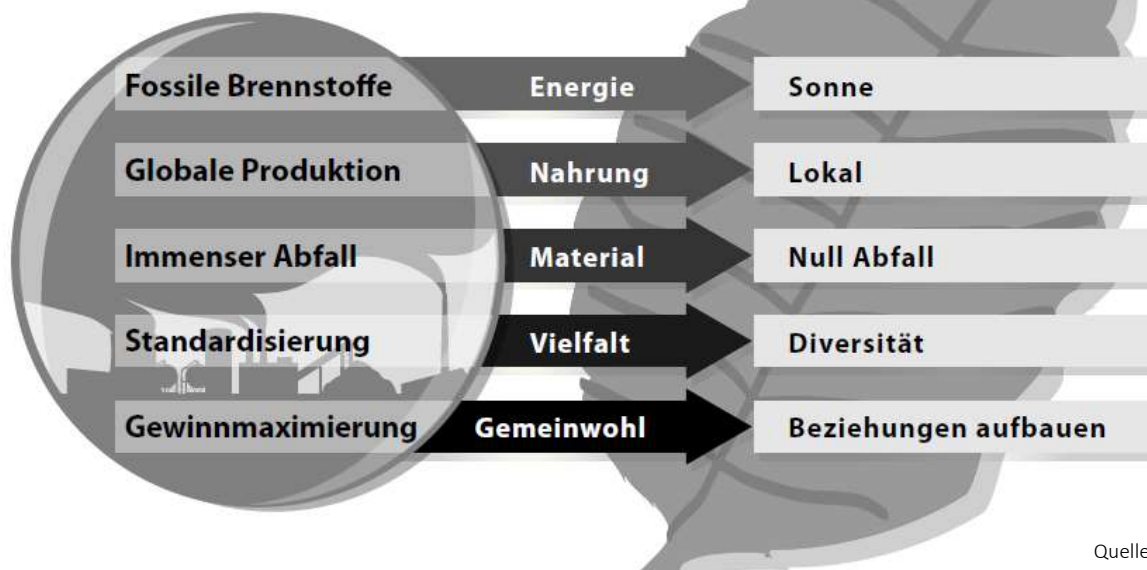 Fossile Brennstoffe Energie Sonne
Globale Produktion Nahrung Lokal
Immenser Abfall Material Null Abfall
Standardisierung Vielfalt Diversität
Gewinnmaximierung Gemeinwohl Beziehungen aufbauen
Quelle